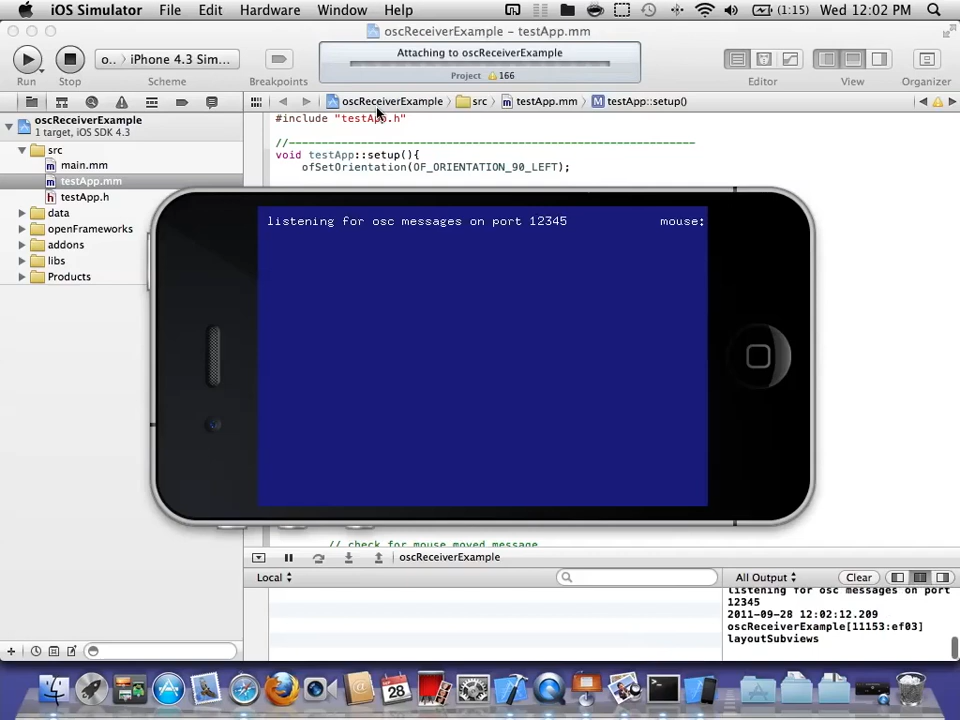 iOS Simulator File Edit Hardware Window Help (1:15) Wed 12:02 PM
oscReceiverExample – testApp.mm
o.. iPhone 4.3 Sim...
Attaching to oscReceiverExample
Project 166
Run Stop Scheme Breakpoints Editor View Organizer
oscReceiverExample src testApp.mm M testApp::setup()
oscReceiverExample
1 target, iOS SDK 4.3
src
m main.mm
m testApp.mm
h testApp.h
data
openFrameworks
addons
libs
Products
#include "testApp.h"
//--------------------------------------------------------------
void testApp::setup(){
ofSetOrientation(OF_ORIENTATION_90_LEFT);
listening for osc messages on port 12345 mouse:
// check for mouse moved message
oscReceiverExample
Local All Output Clear
listening for osc messages on port
12345
2011-09-28 12:02:12.209
oscReceiverExample[11153:ef03]
layoutSubviews
28